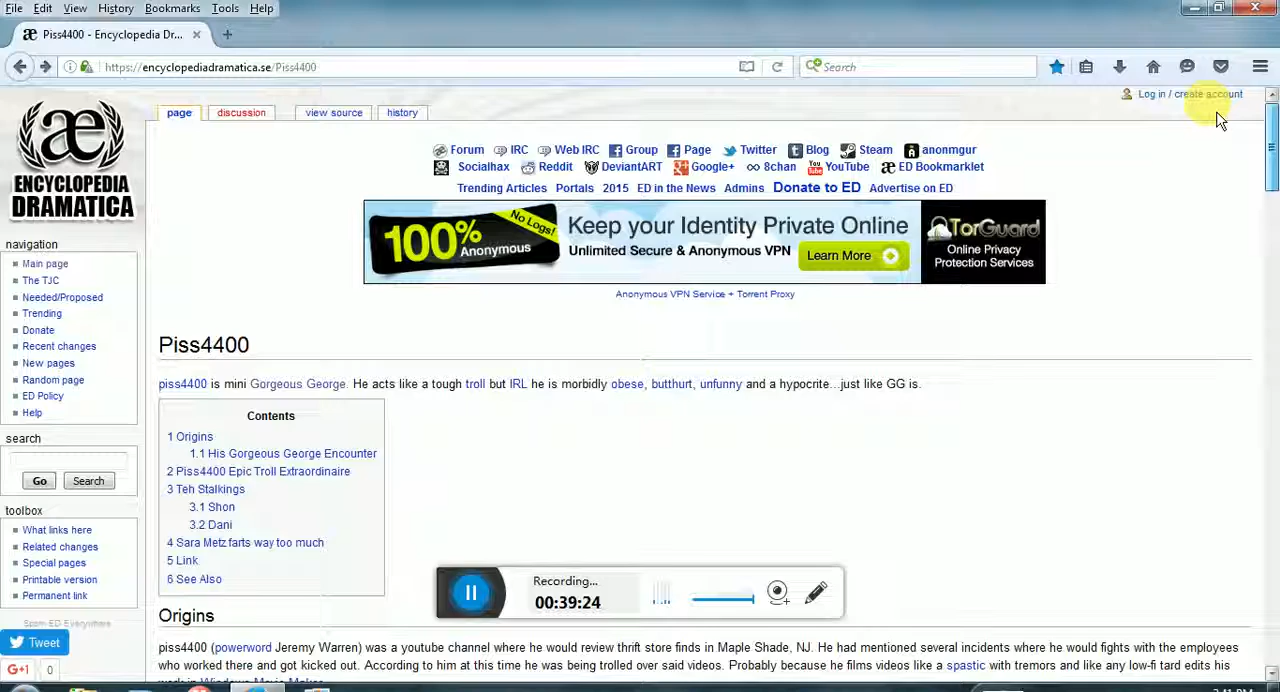 File Edit View History Bookmarks Tools Help
æ Piss4400 - Encyclopedia Dr... × +
https://encyclopediadramatica.se/Piss4400
Search
Log in / create account
page discussion view source history
æ
ENCYCLOPEDIA
DRAMATICA
Forum IRC Web IRC Group Page Twitter Blog Steam anonmgur
Socialhax Reddit DeviantART Google+ 8chan YouTube ED Bookmarklet
Trending Articles Portals 2015 ED in the News Admins Donate to ED Advertise on ED
100% Anonymous
No Logs!
Keep your Identity Private Online
Unlimited Secure & Anonymous VPN
Learn More
TorGuard
Online Privacy
Protection Services
Anonymous VPN Service + Torrent Proxy
navigation
Main page
The TJC
Needed/Proposed
Trending
Donate
Recent changes
New pages
Random page
ED Policy
Help
search
Go Search
toolbox
What links here
Related changes
Special pages
Printable version
Permanent link
Spam ED Everywhere
Tweet
G+1 0
Piss4400
piss4400 is mini Gorgeous George. He acts like a tough troll but IRL he is morbidly obese, butthurt, unfunny and a hypocrite...just like GG is.
Contents
1 Origins
1.1 His Gorgeous George Encounter
2 Piss4400 Epic Troll Extraordinaire
3 Teh Stalkings
3.1 Shon
3.2 Dani
4 Sara Metz farts way too much
5 Link
6 See Also
Recording...
00:39:24
Origins
piss4400 (powerword Jeremy Warren) was a youtube channel where he would review thrift store finds in Maple Shade, NJ. He had mentioned several incidents where he would fights with the employees
who worked there and got kicked out. According to him at this time he was being trolled over said videos. Probably because he films videos like a spastic with tremors and like any low-fi tard edits his
work in Windows Movie Maker